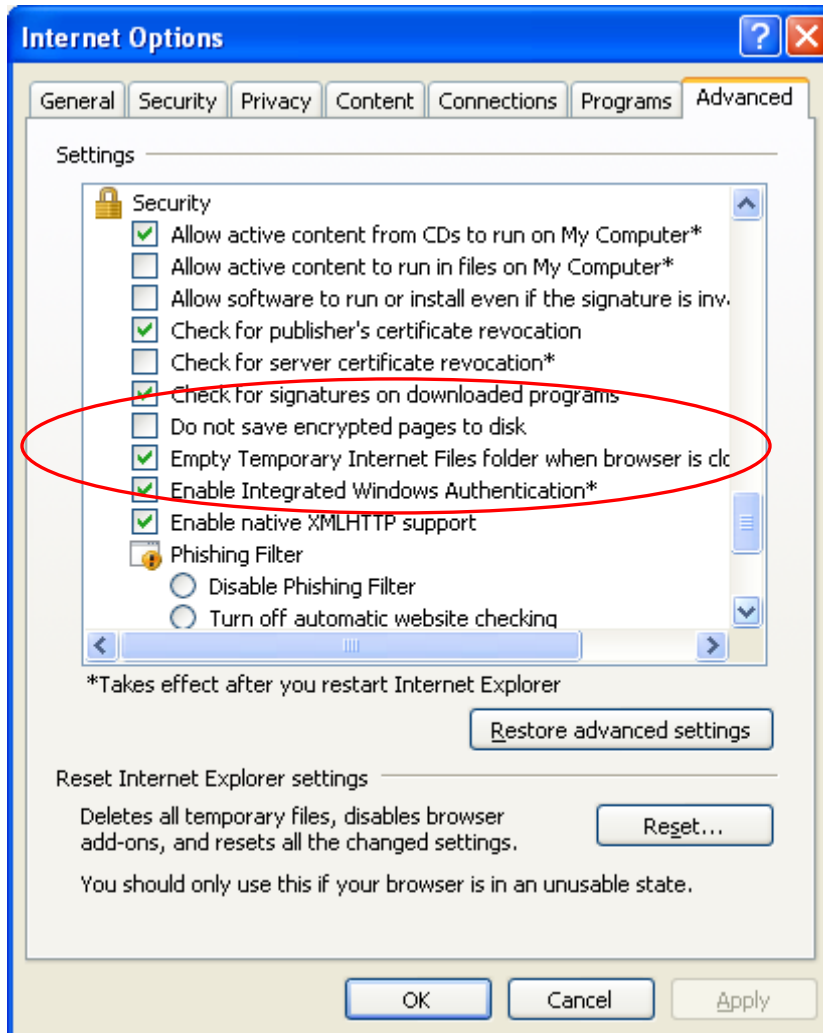 Internet Options
General Security Privacy Content Connections Programs Advanced
Settings
Security
Allow active content from CDs to run on My Computer*
Allow active content to run in files on My Computer*
Allow software to run or install even if the signature is inva
Check for publisher's certificate revocation
Check for server certificate revocation*
Check for signatures on downloaded programs
Do not save encrypted pages to disk
Empty Temporary Internet Files folder when browser is clo
Enable Integrated Windows Authentication*
Enable native XMLHTTP support
Phishing Filter
Disable Phishing Filter
Turn off automatic website checking
*Takes effect after you restart Internet Explorer
Restore advanced settings
Reset Internet Explorer settings
Deletes all temporary files, disables browser
add-ons, and resets all the changed settings.
Reset...
You should only use this if your browser is in an unusable state.
OK Cancel Apply